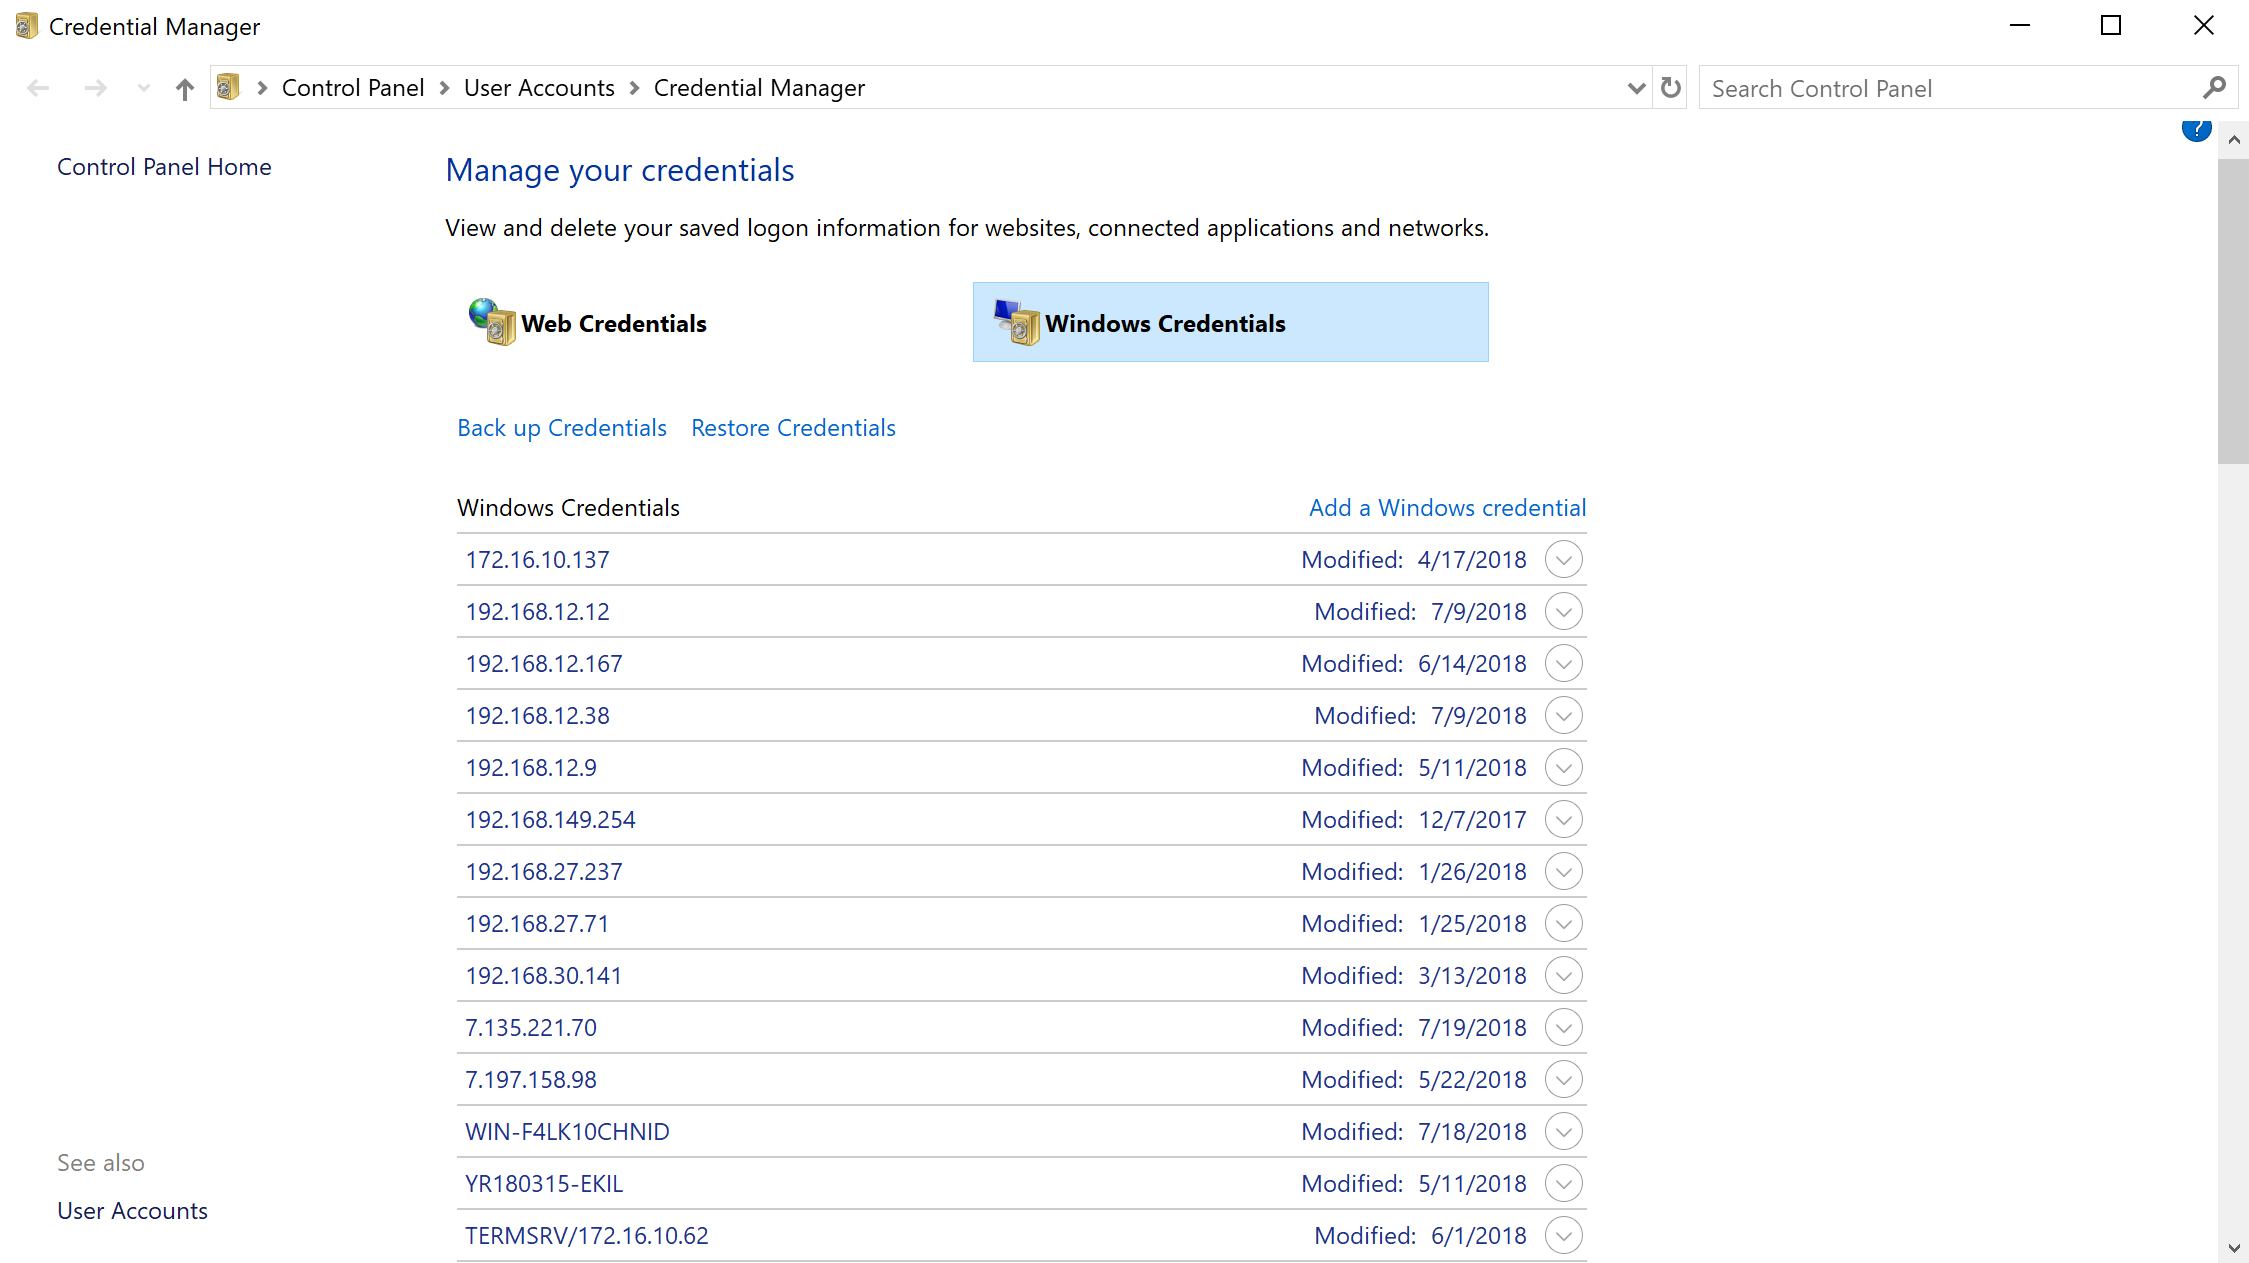 Credential Manager
Control Panel User Accounts Credential Manager
Search Control Panel
?
Control Panel Home
Manage your credentials
View and delete your saved logon information for websites, connected applications and networks.
Web Credentials
Windows Credentials
Back up Credentials Restore Credentials
Windows Credentials Add a Windows credential
172.16.10.137 Modified: 4/17/2018
192.168.12.12 Modified: 7/9/2018
192.168.12.167 Modified: 6/14/2018
192.168.12.38 Modified: 7/9/2018
192.168.12.9 Modified: 5/11/2018
192.168.149.254 Modified: 12/7/2017
192.168.27.237 Modified: 1/26/2018
192.168.27.71 Modified: 1/25/2018
192.168.30.141 Modified: 3/13/2018
7.135.221.70 Modified: 7/19/2018
7.197.158.98 Modified: 5/22/2018
WIN-F4LK10CHNID Modified: 7/18/2018
YR180315-EKIL Modified: 5/11/2018
TERMSRV/172.16.10.62 Modified: 6/1/2018
See also
User Accounts